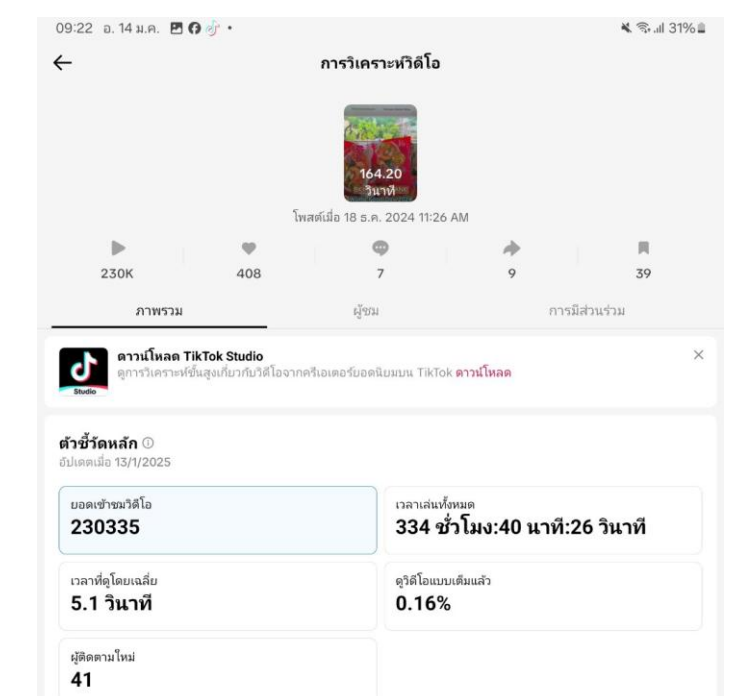 09:22 อ. 14 ม.ค.
31%
การวิเคราะห์วิดีโอ
164.20
วินาที
โพสต์เมื่อ 18 ธ.ค. 2024 11:26 AM
230K 408 7 9 39
ภาพรวม ผู้ชม การมีส่วนร่วม
ดาวน์โหลด TikTok Studio
ดูการวิเคราะห์ขั้นสูงเกี่ยวกับวิดีโอจากครีเอเตอร์ยอดนิยมบน TikTok ดาวน์โหลด
Studio
ตัวชี้วัดหลัก
อัปเดตเมื่อ 13/1/2025
ยอดเข้าชมวิดีโอ
230335
เวลาเล่นทั้งหมด
334 ชั่วโมง:40 นาที:26 วินาที
เวลาที่ดูโดยเฉลี่ย
5.1 วินาที
ดูวิดีโอแบบเต็มแล้ว
0.16%
ผู้ติดตามใหม่
41